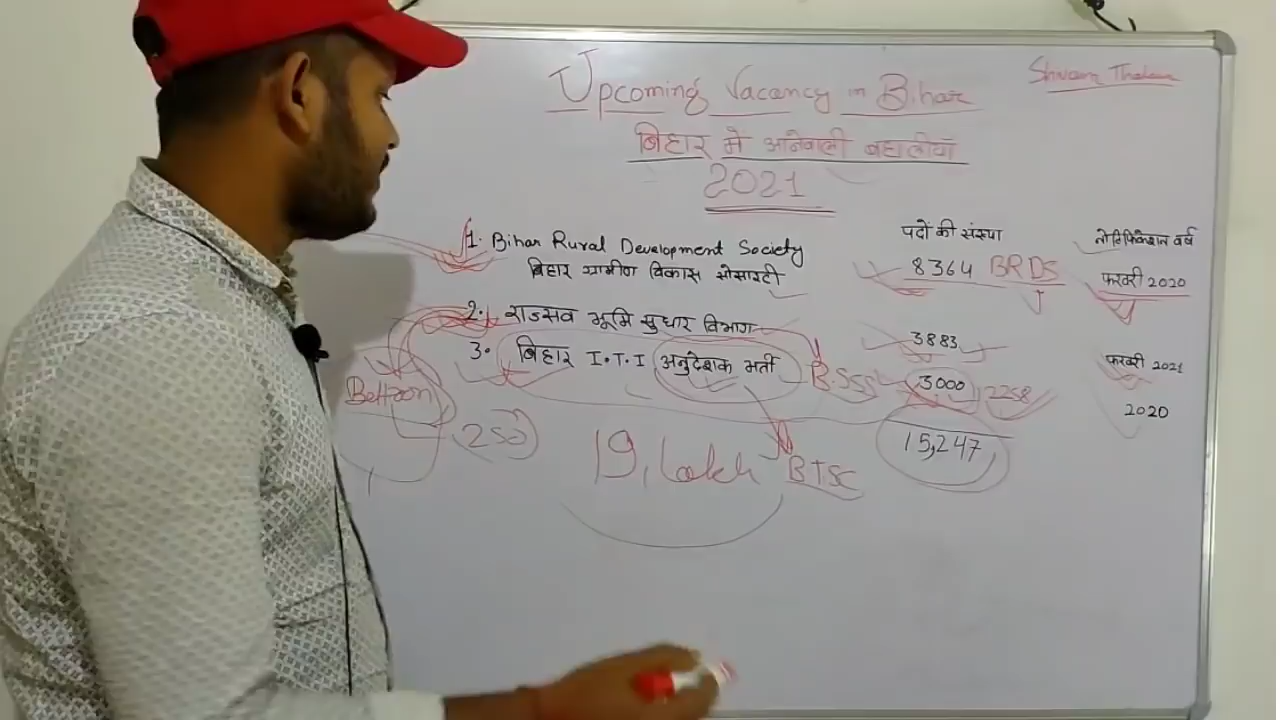 Upcoming Vacancy in Bihar
Shivam Thakur
बिहार में आनेवाली बहालीयाँ
2021
पदों की संख्या
नोटिफिकेशन वर्ष
1. Bihar Rural Development Society
बिहार ग्रामीण विकास सोसाइटी
8364 BRDS
फरवरी 2020
2. राजसव भूमि सुधार विभाग
3883
फरवरी 2021
3. बिहार I.T.I अनुदेशक भर्ती
B.SSS
3000
2258
2020
Beltron
250
15,247
19, Lakh
BTSC